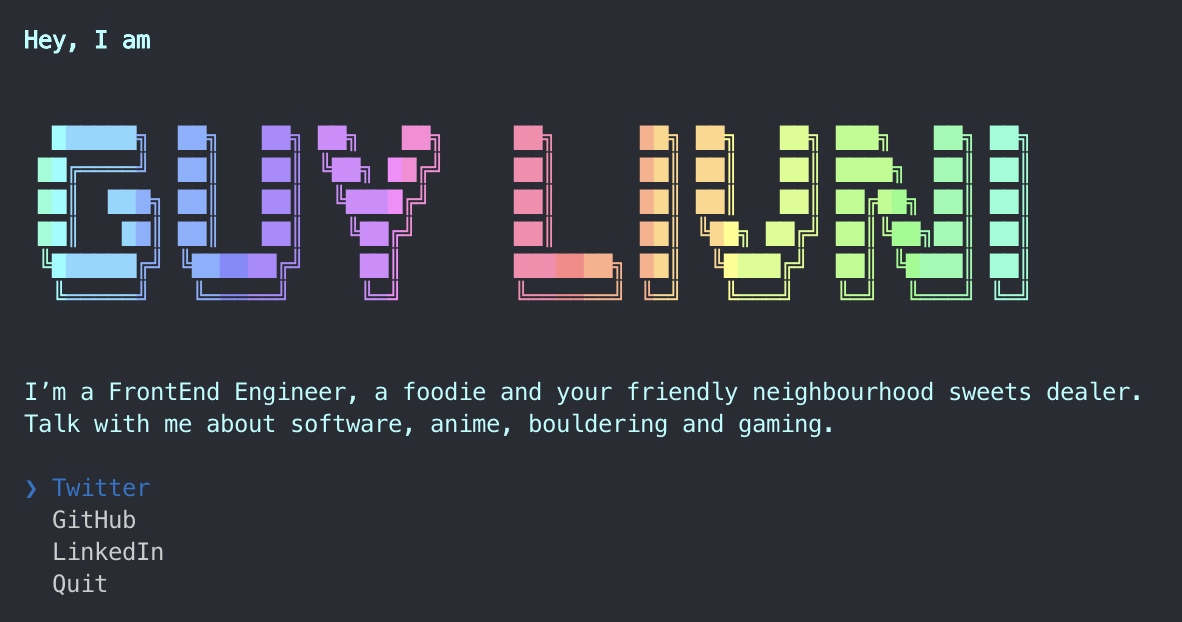 Hey, I am
GUY LIVNI
I’m a FrontEnd Engineer, a foodie and your friendly neighbourhood sweets dealer.
Talk with me about software, anime, bouldering and gaming.
❯ Twitter
GitHub
LinkedIn
Quit